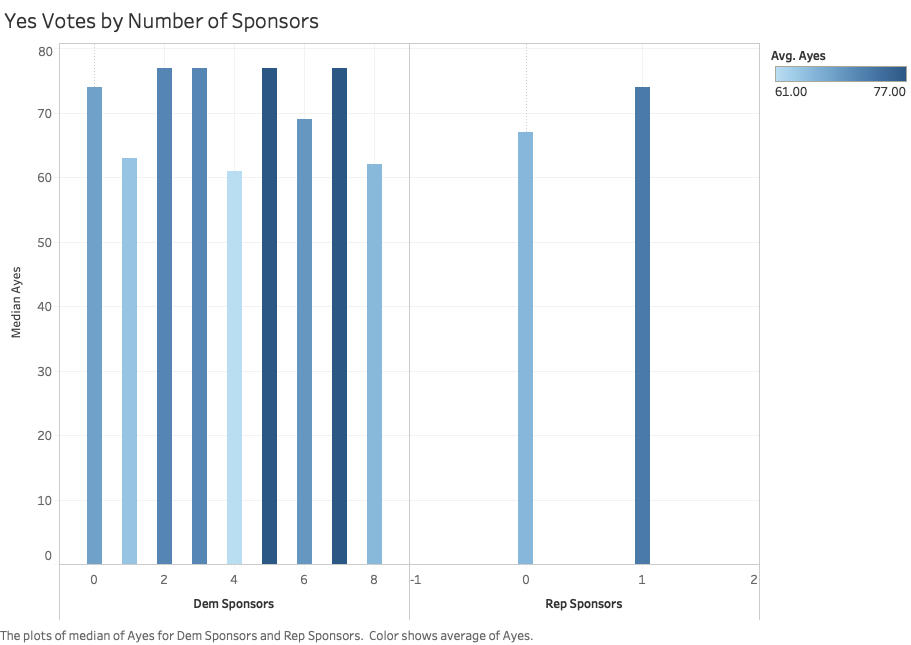 Yes Votes by Number of Sponsors
Avg. Ayes
61.00 77.00
Median Ayes
80
70
60
50
40
30
20
10
0
0 2 4 6 8 -1 0 1 2
Dem Sponsors Rep Sponsors
The plots of median of Ayes for Dem Sponsors and Rep Sponsors. Color shows average of Ayes.